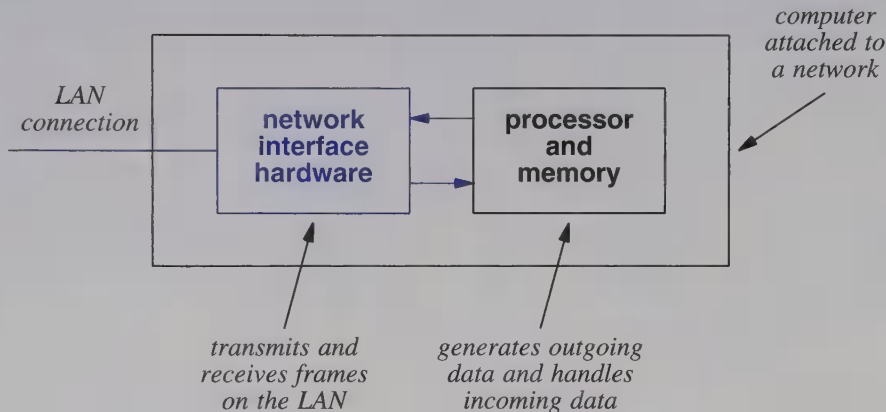 computer
attached to
a network
LAN
connection
network
interface
hardware
processor
and
memory
transmits and
receives frames
on the LAN
generates outgoing
data and handles
incoming data